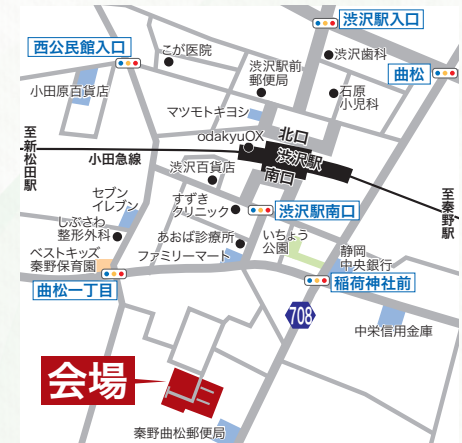 渋沢駅入口
西公民館入口
こが医院
渋沢歯科
渋沢駅前
郵便局
曲松
小田原百貨店
石原
小児科
マツモトキヨシ
odakyuOX
北口
渋沢駅
南口
至新松田駅
小田急線
渋沢百貨店
至秦野駅
セブン
イレブン
すずき
クリニック
渋沢駅南口
しぶさわ
整形外科
あおば診療所
いちょう
公園
静岡
中央銀行
ベストキッズ
秦野保育園
ファミリーマート
曲松一丁目
稲荷神社前
708
中栄信用金庫
会場
秦野曲松郵便局